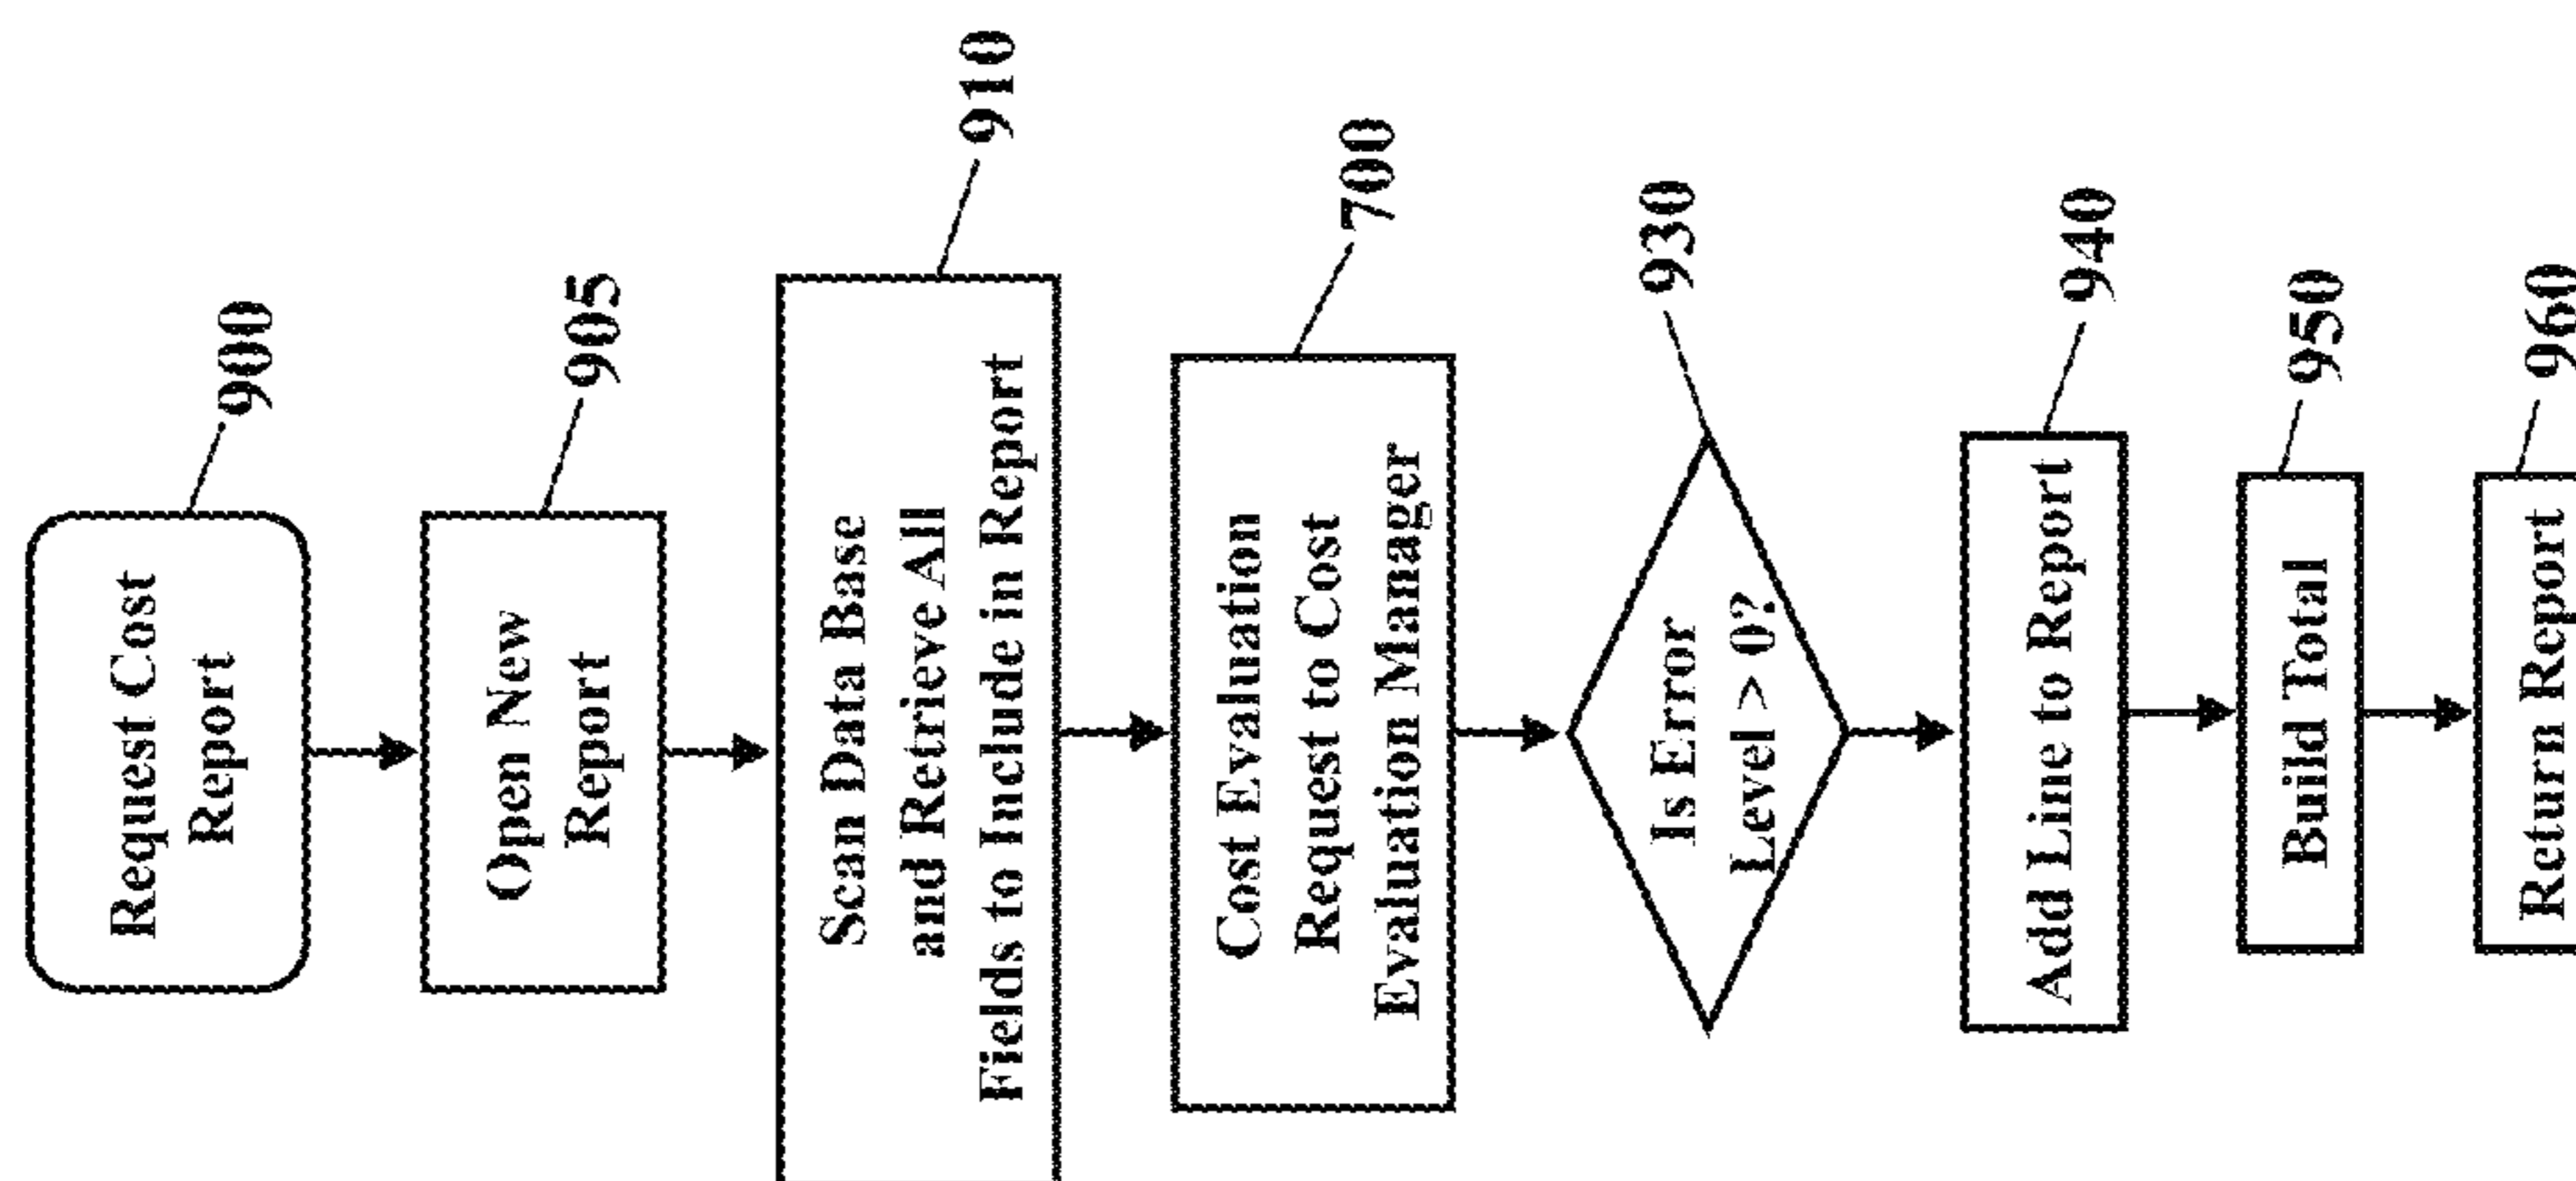 Request Cost
Report
900
Open New
Report
905
Scan Data Base
and Retrieve All
Fields to Include in Report
910
Cost Evaluation
Request to Cost
Evaluation Manager
700
Is Error
Level > 0?
930
Add Line to Report
940
Build Total
950
Return Report
960